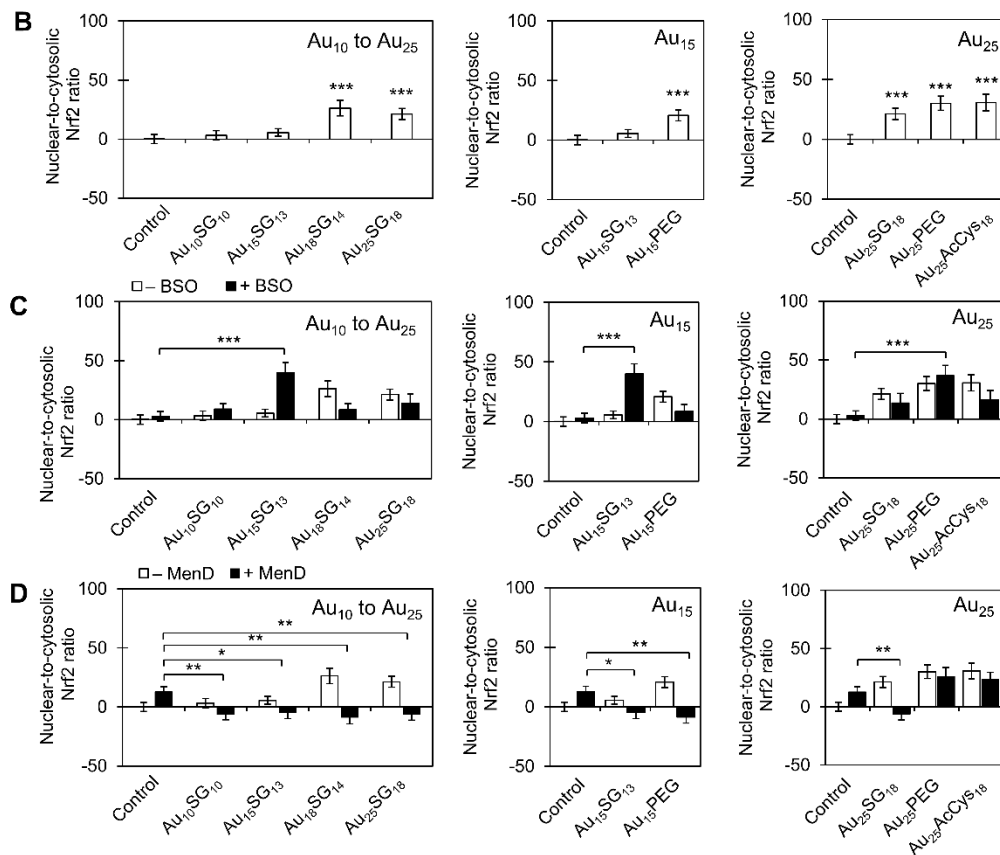 B
Nuclear-to-cytosolic
Nrf2 ratio
100
50
0
-50
Au₁₀ to Au₂₅
***
***
Control
Au₁₀SG₁₀
Au₁₅SG₁₃
Au₁₈SG₁₄
Au₂₅SG₁₈
Nuclear-to-cytosolic
Nrf2 ratio
100
50
0
-50
Au₁₅
***
Control
Au₁₅SG₁₃
Au₁₅PEG
Nuclear-to-cytosolic
Nrf2 ratio
100
50
0
-50
Au₂₅
***
***
***
Control
Au₂₅SG₁₈
Au₂₅PEG
Au₂₅AcCys₁₈
C
– BSO + BSO
Nuclear-to-cytosolic
Nrf2 ratio
100
50
0
-50
Au₁₀ to Au₂₅
***
Control
Au₁₀SG₁₀
Au₁₅SG₁₃
Au₁₈SG₁₄
Au₂₅SG₁₈
Nuclear-to-cytosolic
Nrf2 ratio
100
50
0
-50
Au₁₅
***
Control
Au₁₅SG₁₃
Au₁₅PEG
Nuclear-to-cytosolic
Nrf2 ratio
100
50
0
-50
Au₂₅
***
Control
Au₂₅SG₁₈
Au₂₅PEG
Au₂₅AcCys₁₈
D
– MenD + MenD
Nuclear-to-cytosolic
Nrf2 ratio
100
50
0
-50
Au₁₀ to Au₂₅
**
**
*
**
Control
Au₁₀SG₁₀
Au₁₅SG₁₃
Au₁₈SG₁₄
Au₂₅SG₁₈
Nuclear-to-cytosolic
Nrf2 ratio
100
50
0
-50
Au₁₅
**
*
Control
Au₁₅SG₁₃
Au₁₅PEG
Nuclear-to-cytosolic
Nrf2 ratio
100
50
0
-50
Au₂₅
**
Control
Au₂₅SG₁₈
Au₂₅PEG
Au₂₅AcCys₁₈